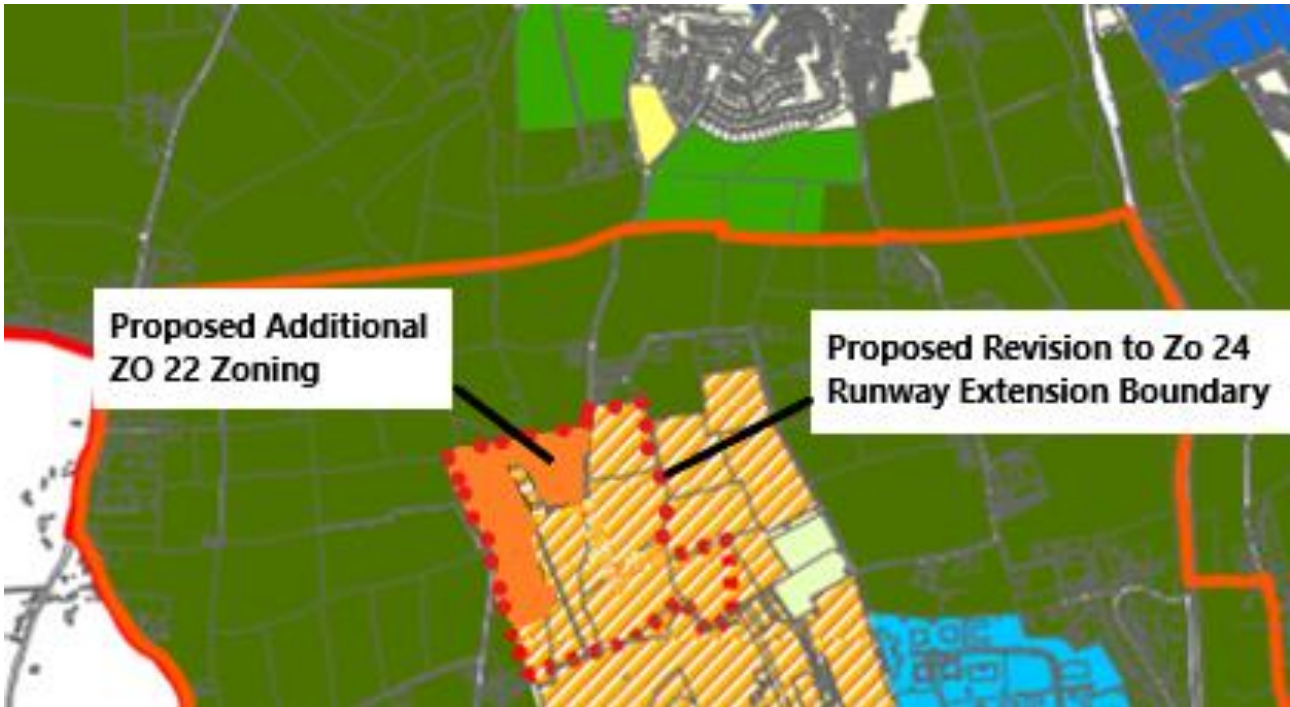 Proposed Additional
ZO 22 Zoning
Proposed Revision to Zo 24
Runway Extension Boundary